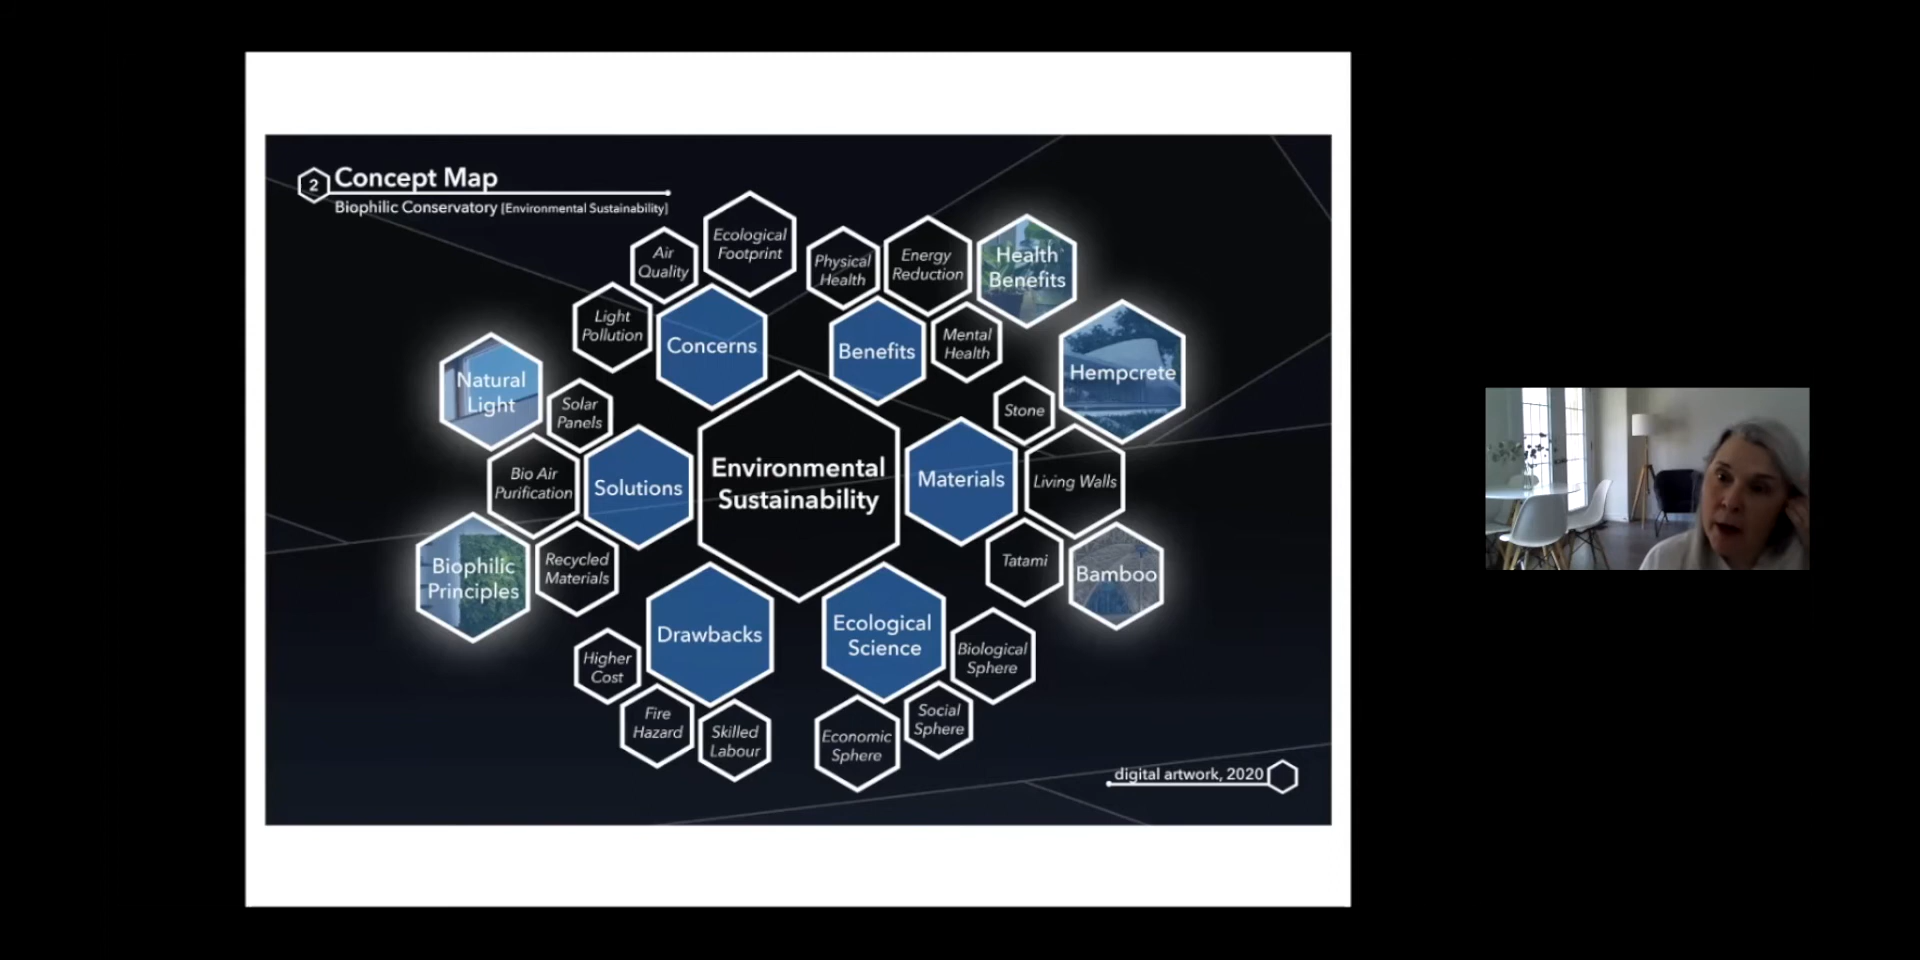 2
Concept Map
Biophilic Conservatory [Environmental Sustainability]
Ecological
Footprint
Air
Quality
Physical
Health
Energy
Reduction
Health
Benefits
Light
Pollution
Concerns
Benefits
Mental
Health
Hempcrete
Natural
Light
Solar
Panels
Stone
Bio Air
Purification
Solutions
Environmental
Sustainability
Materials
Living Walls
Biophilic
Principles
Recycled
Materials
Tatami
Bamboo
Drawbacks
Ecological
Science
Higher
Cost
Biological
Sphere
Fire
Hazard
Skilled
Labour
Economic
Sphere
Social
Sphere
digital artwork, 2020